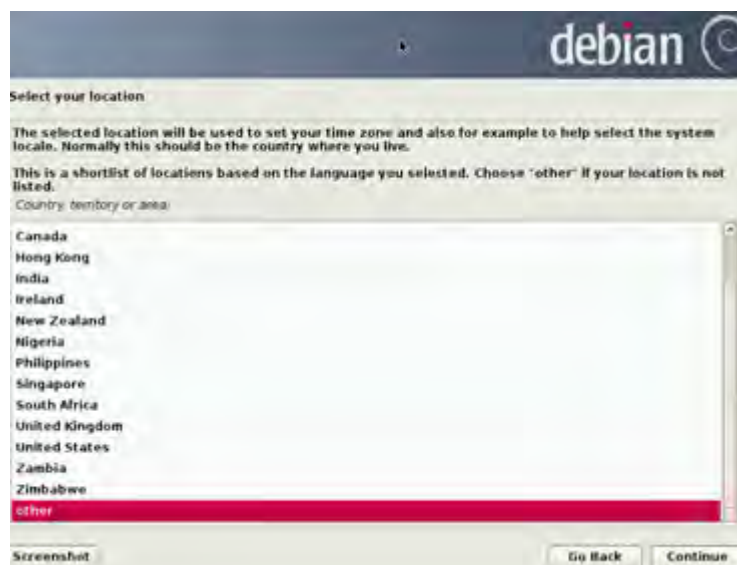 debian
Select your location
The selected location will be used to set your time zone and also for example to help select the system
locale. Normally this should be the country where you live.
This is a shortlist of locations based on the language you selected. Choose "other" if your location is not
listed.
Country, territory or area:
Canada
Hong Kong
India
Ireland
New Zealand
Nigeria
Philippines
Singapore
South Africa
United Kingdom
United States
Zambia
Zimbabwe
other
Screenshot
Go Back
Continue